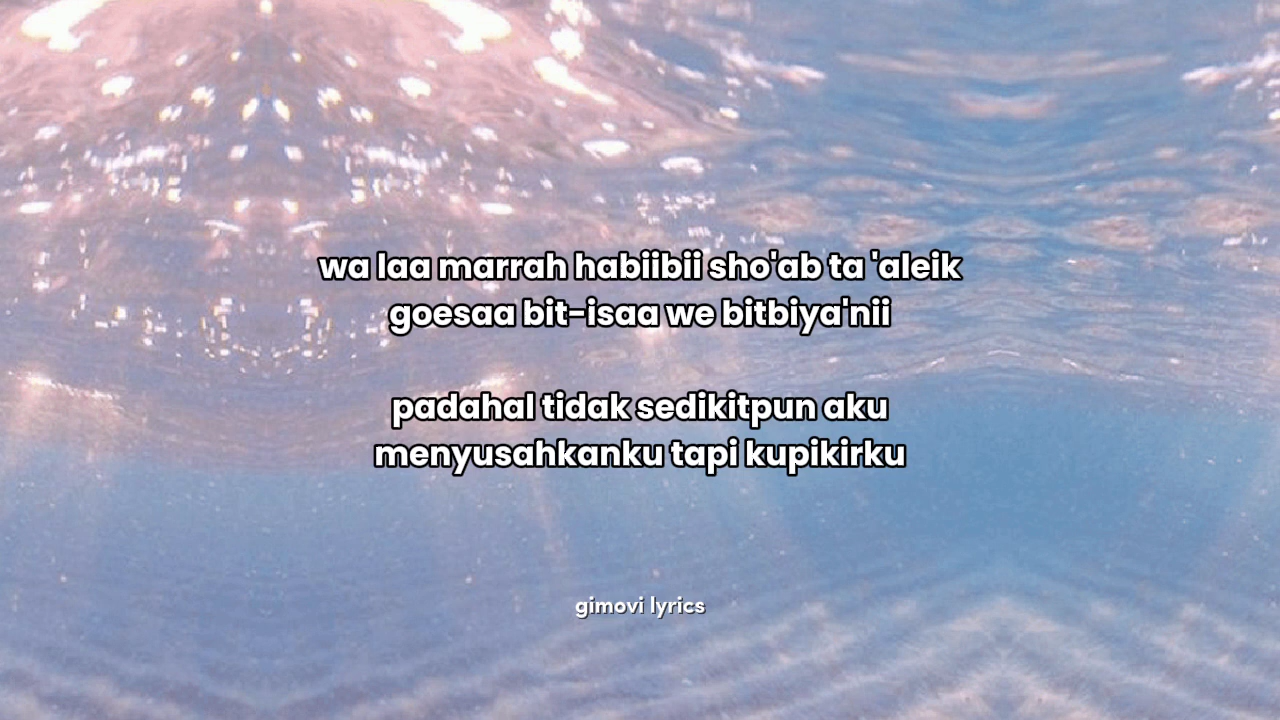 wa laa marrah habiibii sho'ab ta 'aleik
goesaa bit-isaa we bitbiya'nii
padahal tidak sedikitpun aku
menyusahkanku tapi kupikirku
gimovi lyrics